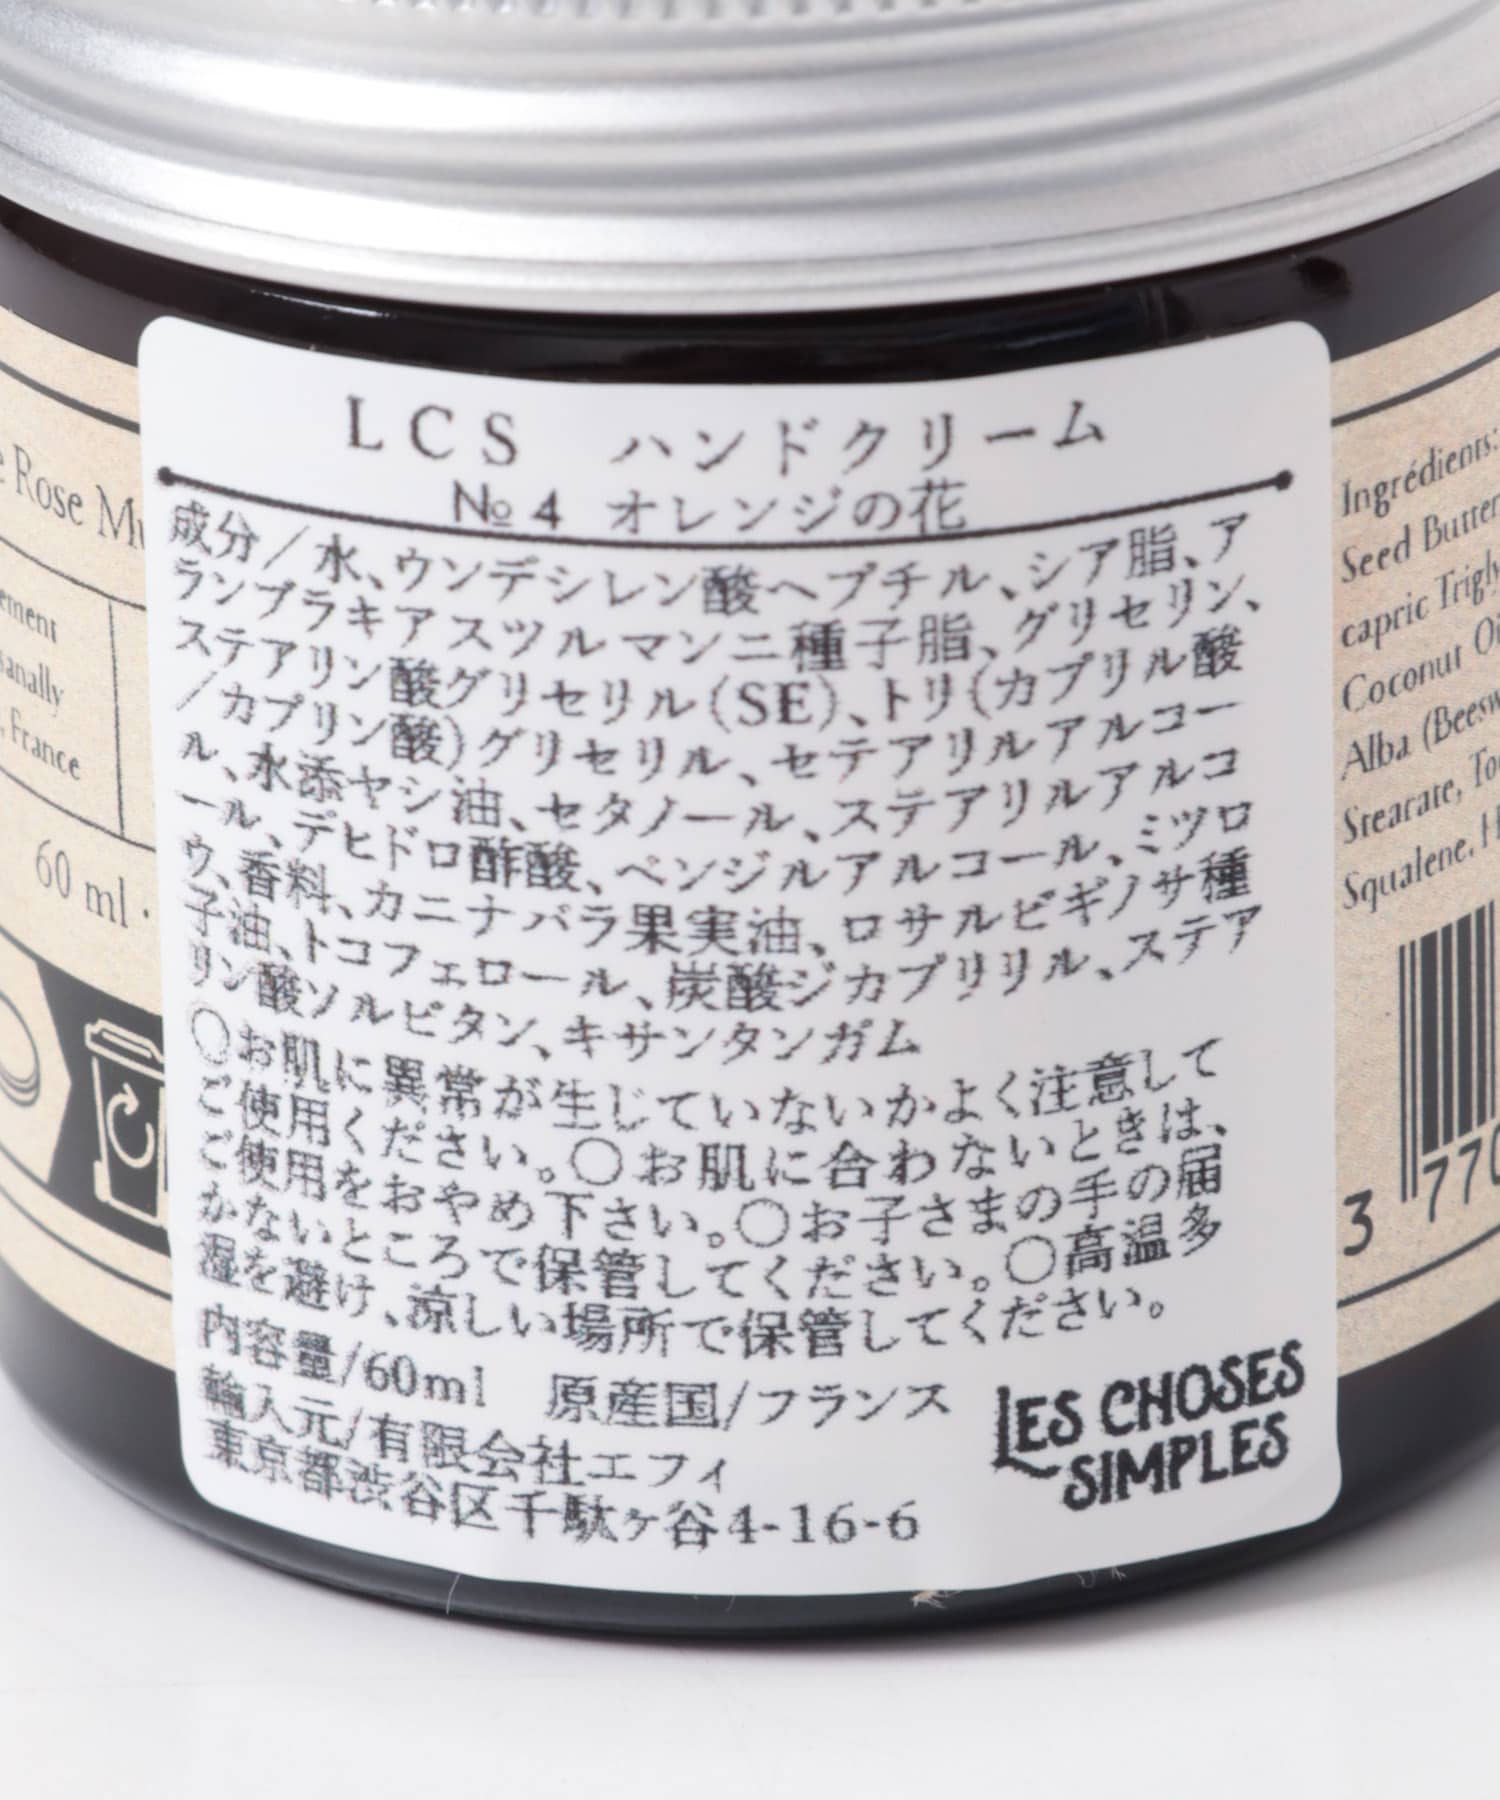 LCS ハンドクリーム
№4 オレンジの花
成分/水、ウンデシレン酸ヘプチル、シア脂、ア
ランブラキアスツルマンニ種子脂、グリセリン、
ステアリン酸グリセリル(SE)、トリ(カプリル酸
/カプリン酸)グリセリル、セテアリルアルコー
ル、水添ヤシ油、セタノール、ステアリルアルコ
ール、デヒドロ酢酸、ベンジルアルコール、ミツロ
ウ、香料、カニナバラ果実油、ロサルビギノサ種
子油、トコフェロール、炭酸ジカプリリル、ステア
リン酸ソルビタン、キサンタンガム
〇お肌に異常が生じていないかよく注意して
ご使用ください。〇お肌に合わないときは、
ご使用をおやめ下さい。〇お子さまの手の届
かないところで保管してください。〇高温多
湿を避け、涼しい場所で保管してください。
内容量/60ml 原産国/フランス
輸入元/有限会社エフィ
東京都渋谷区千駄ヶ谷4-16-6
LES CHOSES
SIMPLES
Rose
France
60 ml ·
Ingrédients:
Seed Butter
capric
Coconut
Alba
Stearate,
Squalene,
3 770